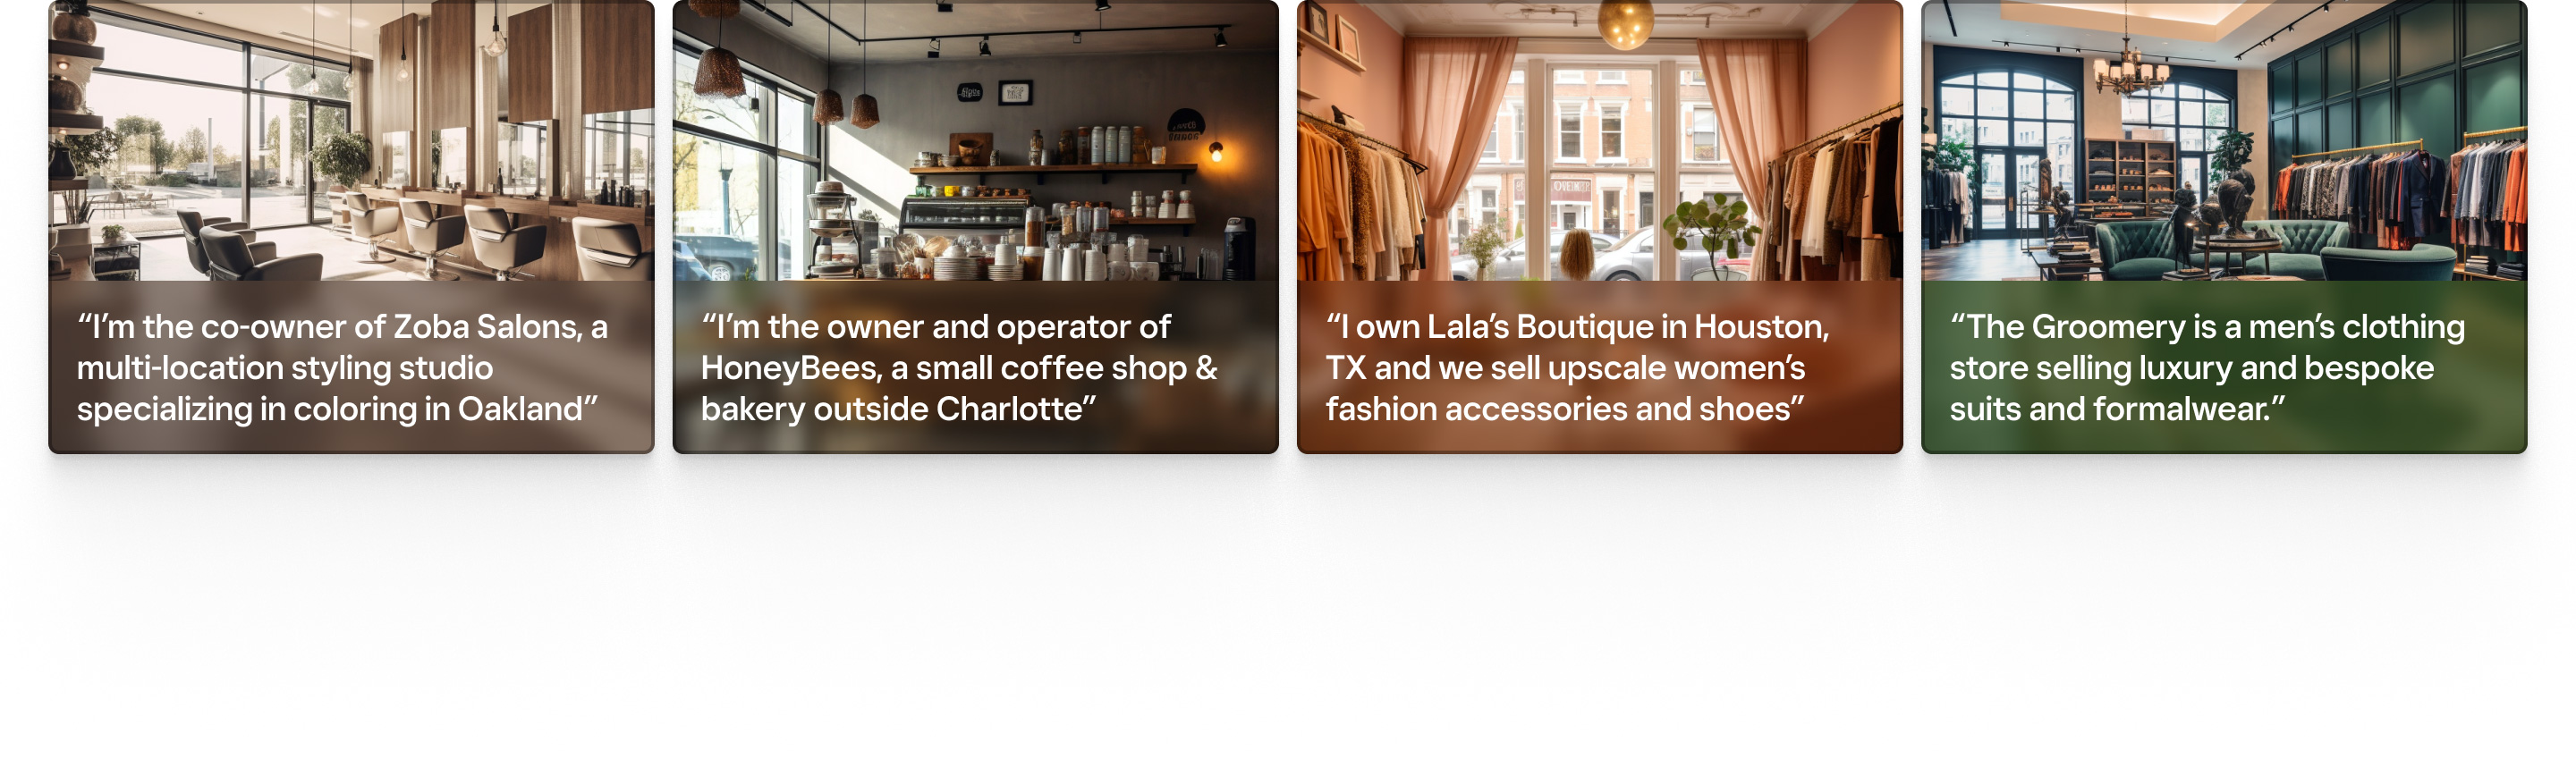 “I’m the co-owner of Zoba Salons, a
multi-location styling studio
specializing in coloring in Oakland”
“I’m the owner and operator of
HoneyBees, a small coffee shop &
bakery outside Charlotte”
“I own Lala’s Boutique in Houston,
TX and we sell upscale women’s
fashion accessories and shoes”
“The Groomery is a men’s clothing
store selling luxury and bespoke
suits and formalwear.”